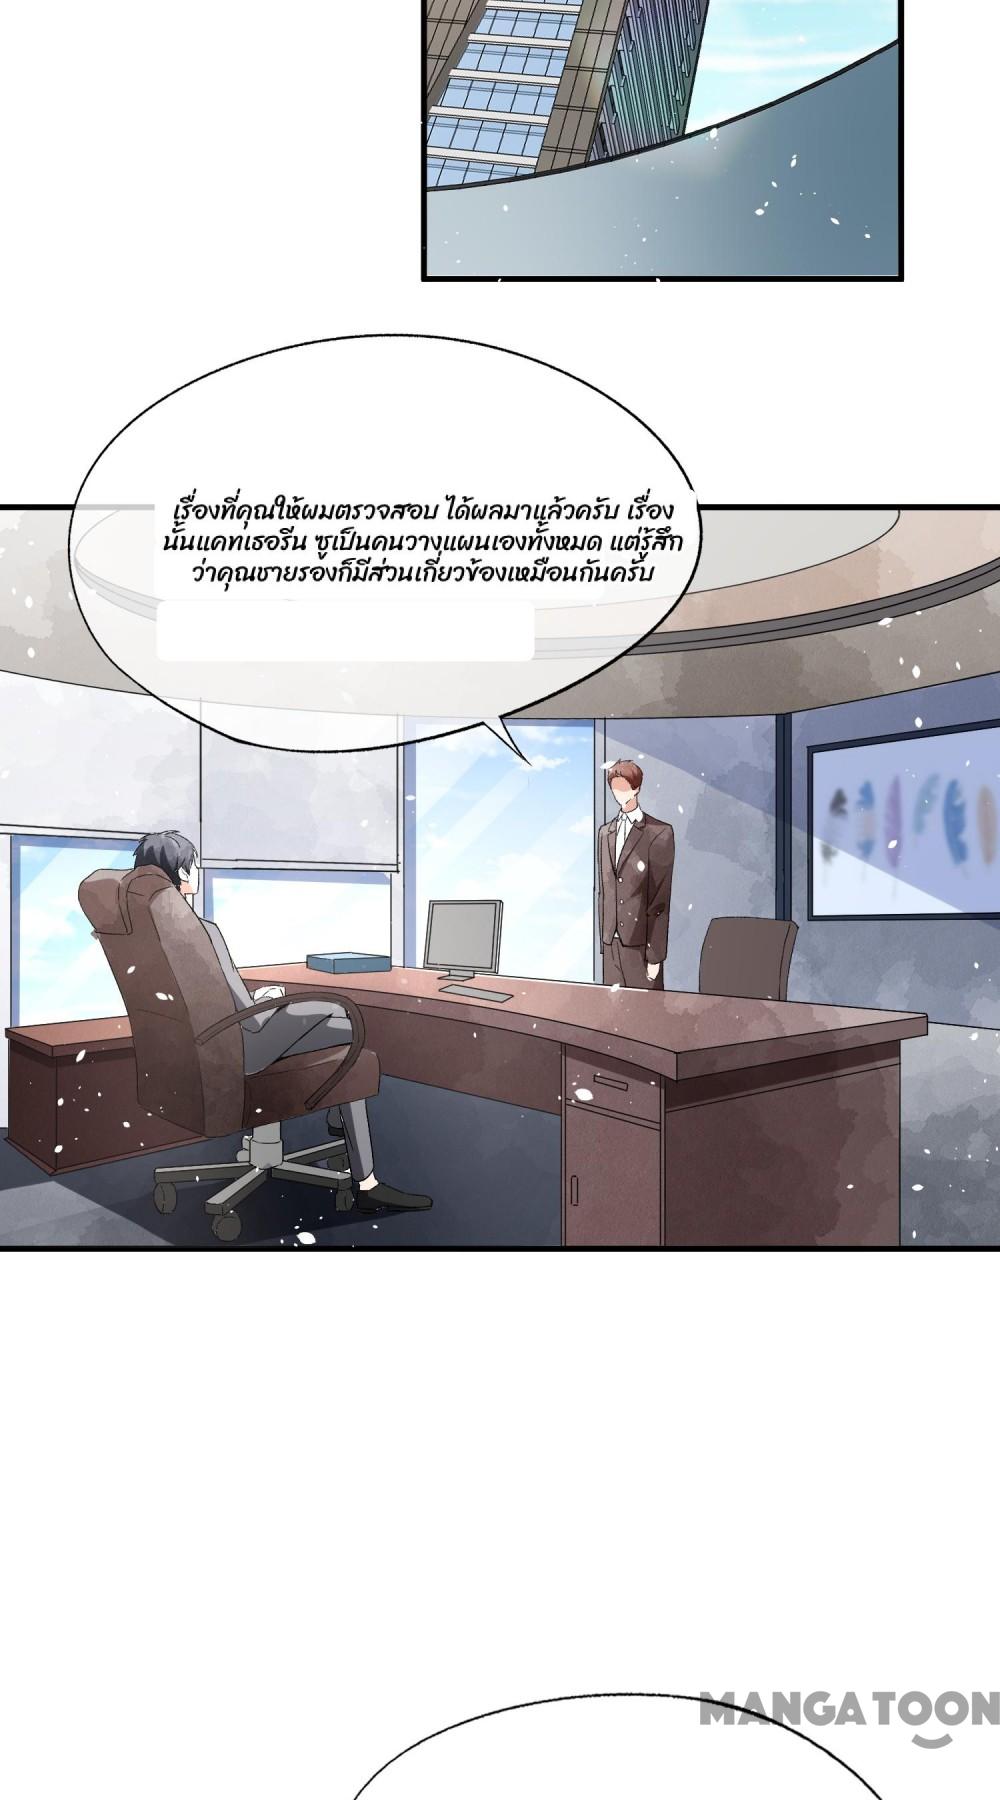 เรื่องที่คุณให้ผมตรวจสอบ ได้ผลมาแล้วครับ เรื่อง
นั้นแคทเธอรีน ซูเป็นคนวางแผนเองทั้งหมด แต่รู้สึก
ว่าคุณชายรองก็มีส่วนเกี่ยวข้องเหมือนกันครับ
MANGATOON